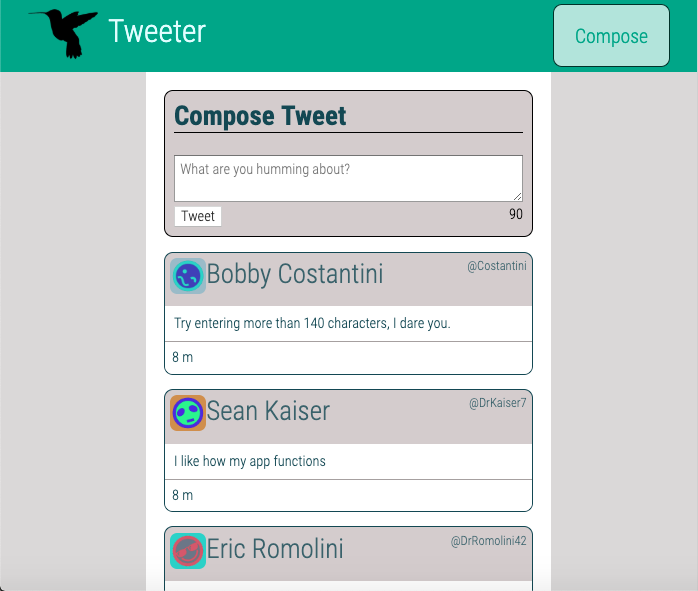 Tweeter
Compose
Compose Tweet
What are you humming about?
Tweet 90
Bobby Costantini @Costantini
Try entering more than 140 characters, I dare you.
8 m
Sean Kaiser @DrKaiser7
I like how my app functions
8 m
Eric Romolini @DrRomolini42